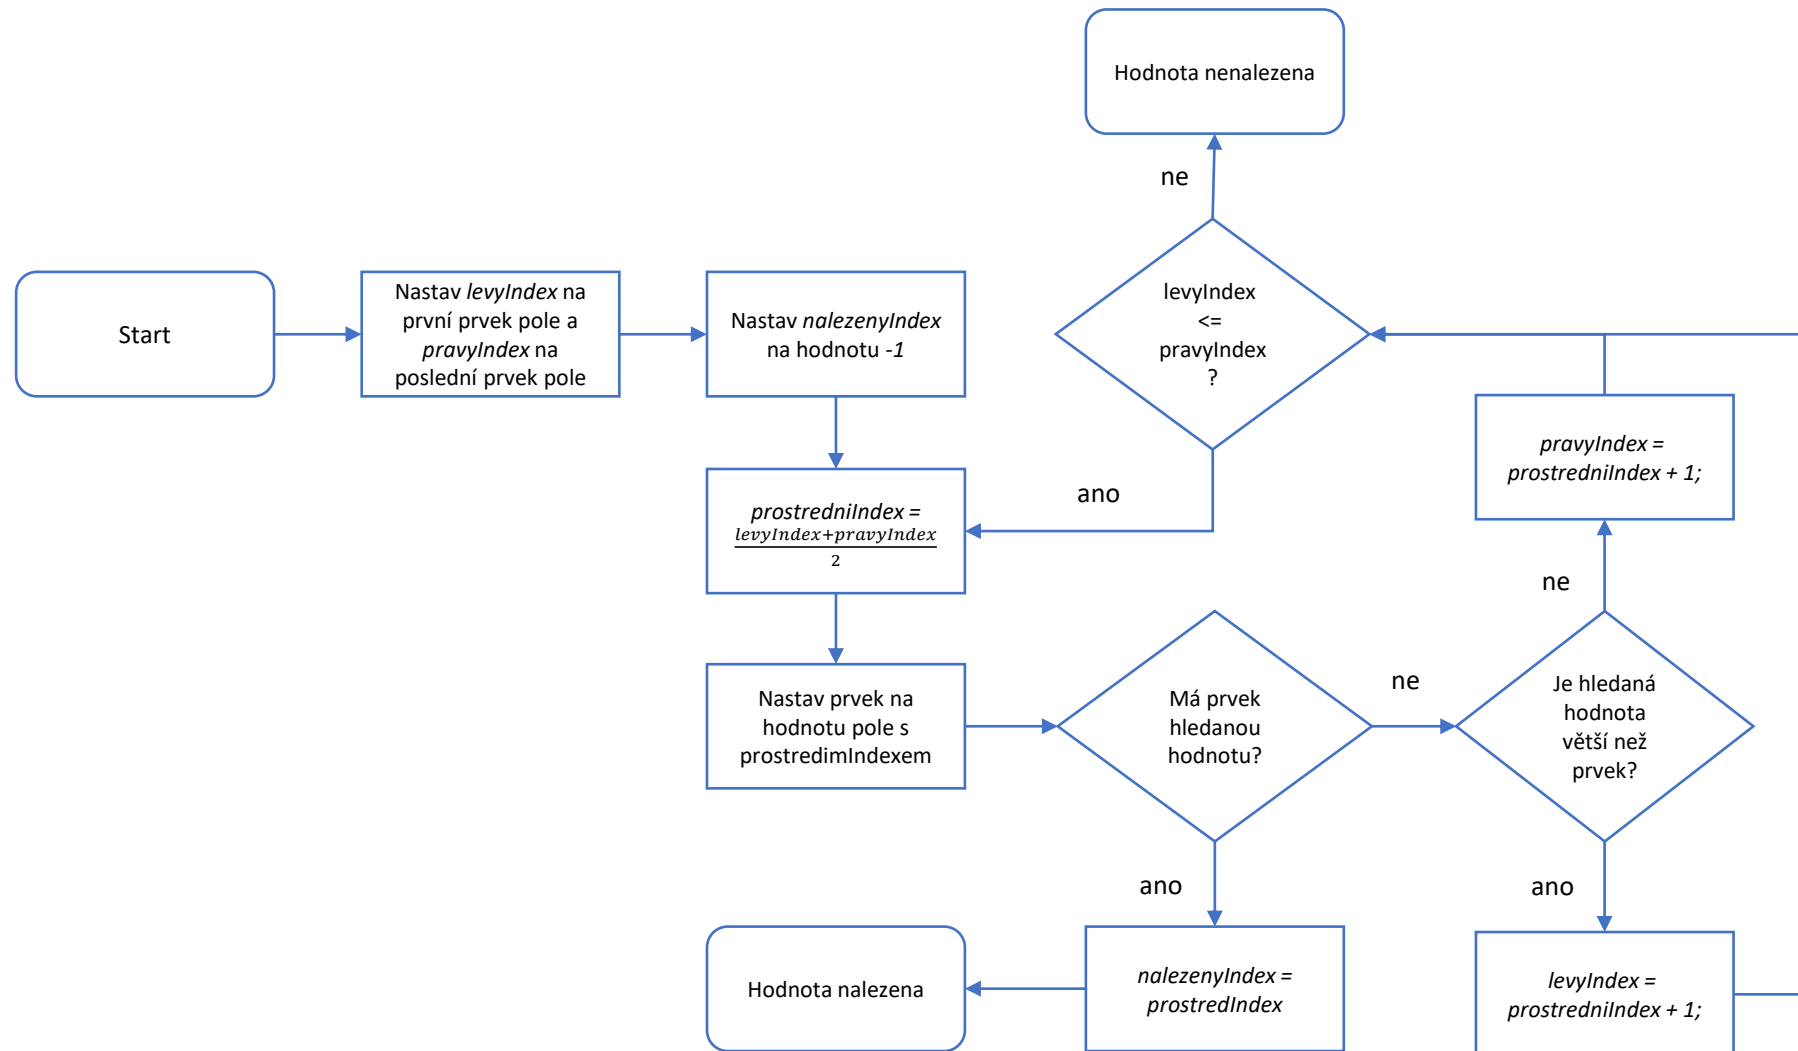 Hodnota nenalezena
ne
levyIndex
<=
pravyIndex
?
Start
Nastav levyIndex na
první prvek pole a
pravyIndex na
poslední prvek pole
Nastav nalezenyIndex
na hodnotu -1
ano
prostredniIndex =
levyIndex+pravyIndex
2
pravyIndex =
prostredniIndex + 1;
ne
Nastav prvek na
hodnotu pole s
prostredimIndexem
Má prvek
hledanou
hodnotu?
ne
Je hledaná
hodnota
větší než
prvek?
ano
ano
Hodnota nalezena
nalezenyIndex =
prostredIndex
levyIndex =
prostredniIndex + 1;